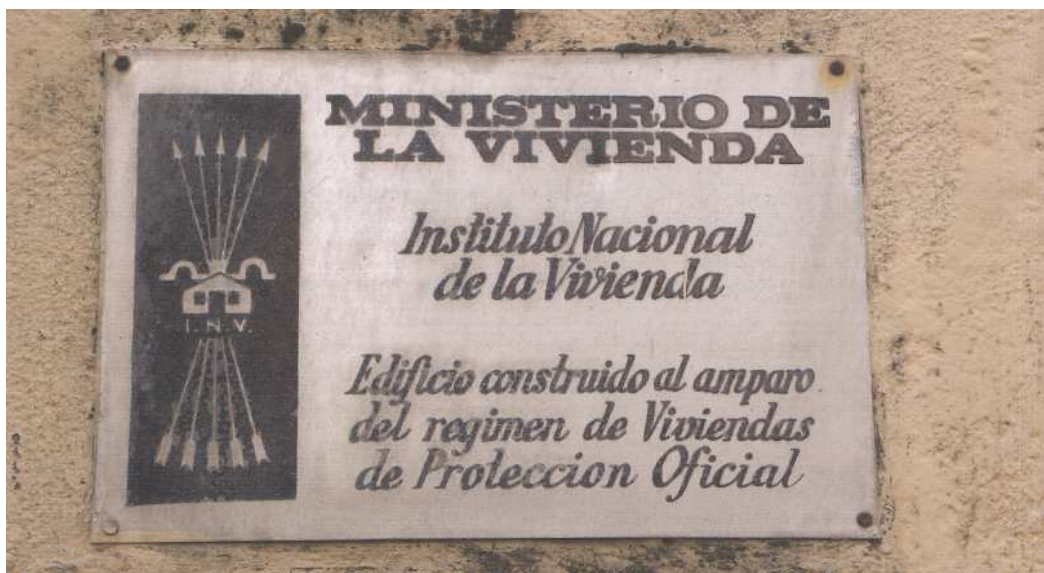 MINISTERIO DE
LA VIVIENDA
Instituto Nacional
de la Vivienda
I.N.V.
Edificio construido al amparo
del regimen de Viviendas
de Proteccion Oficial